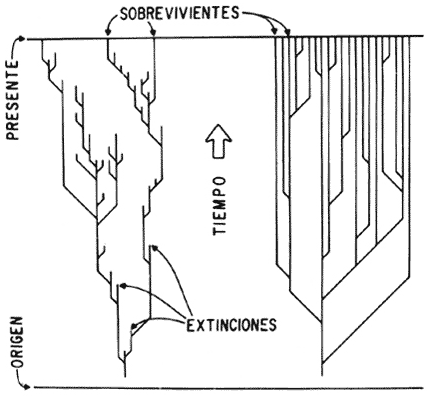 SOBREVIVIENTES
PRESENTE
TIEMPO
EXTINCIONES
ORIGEN